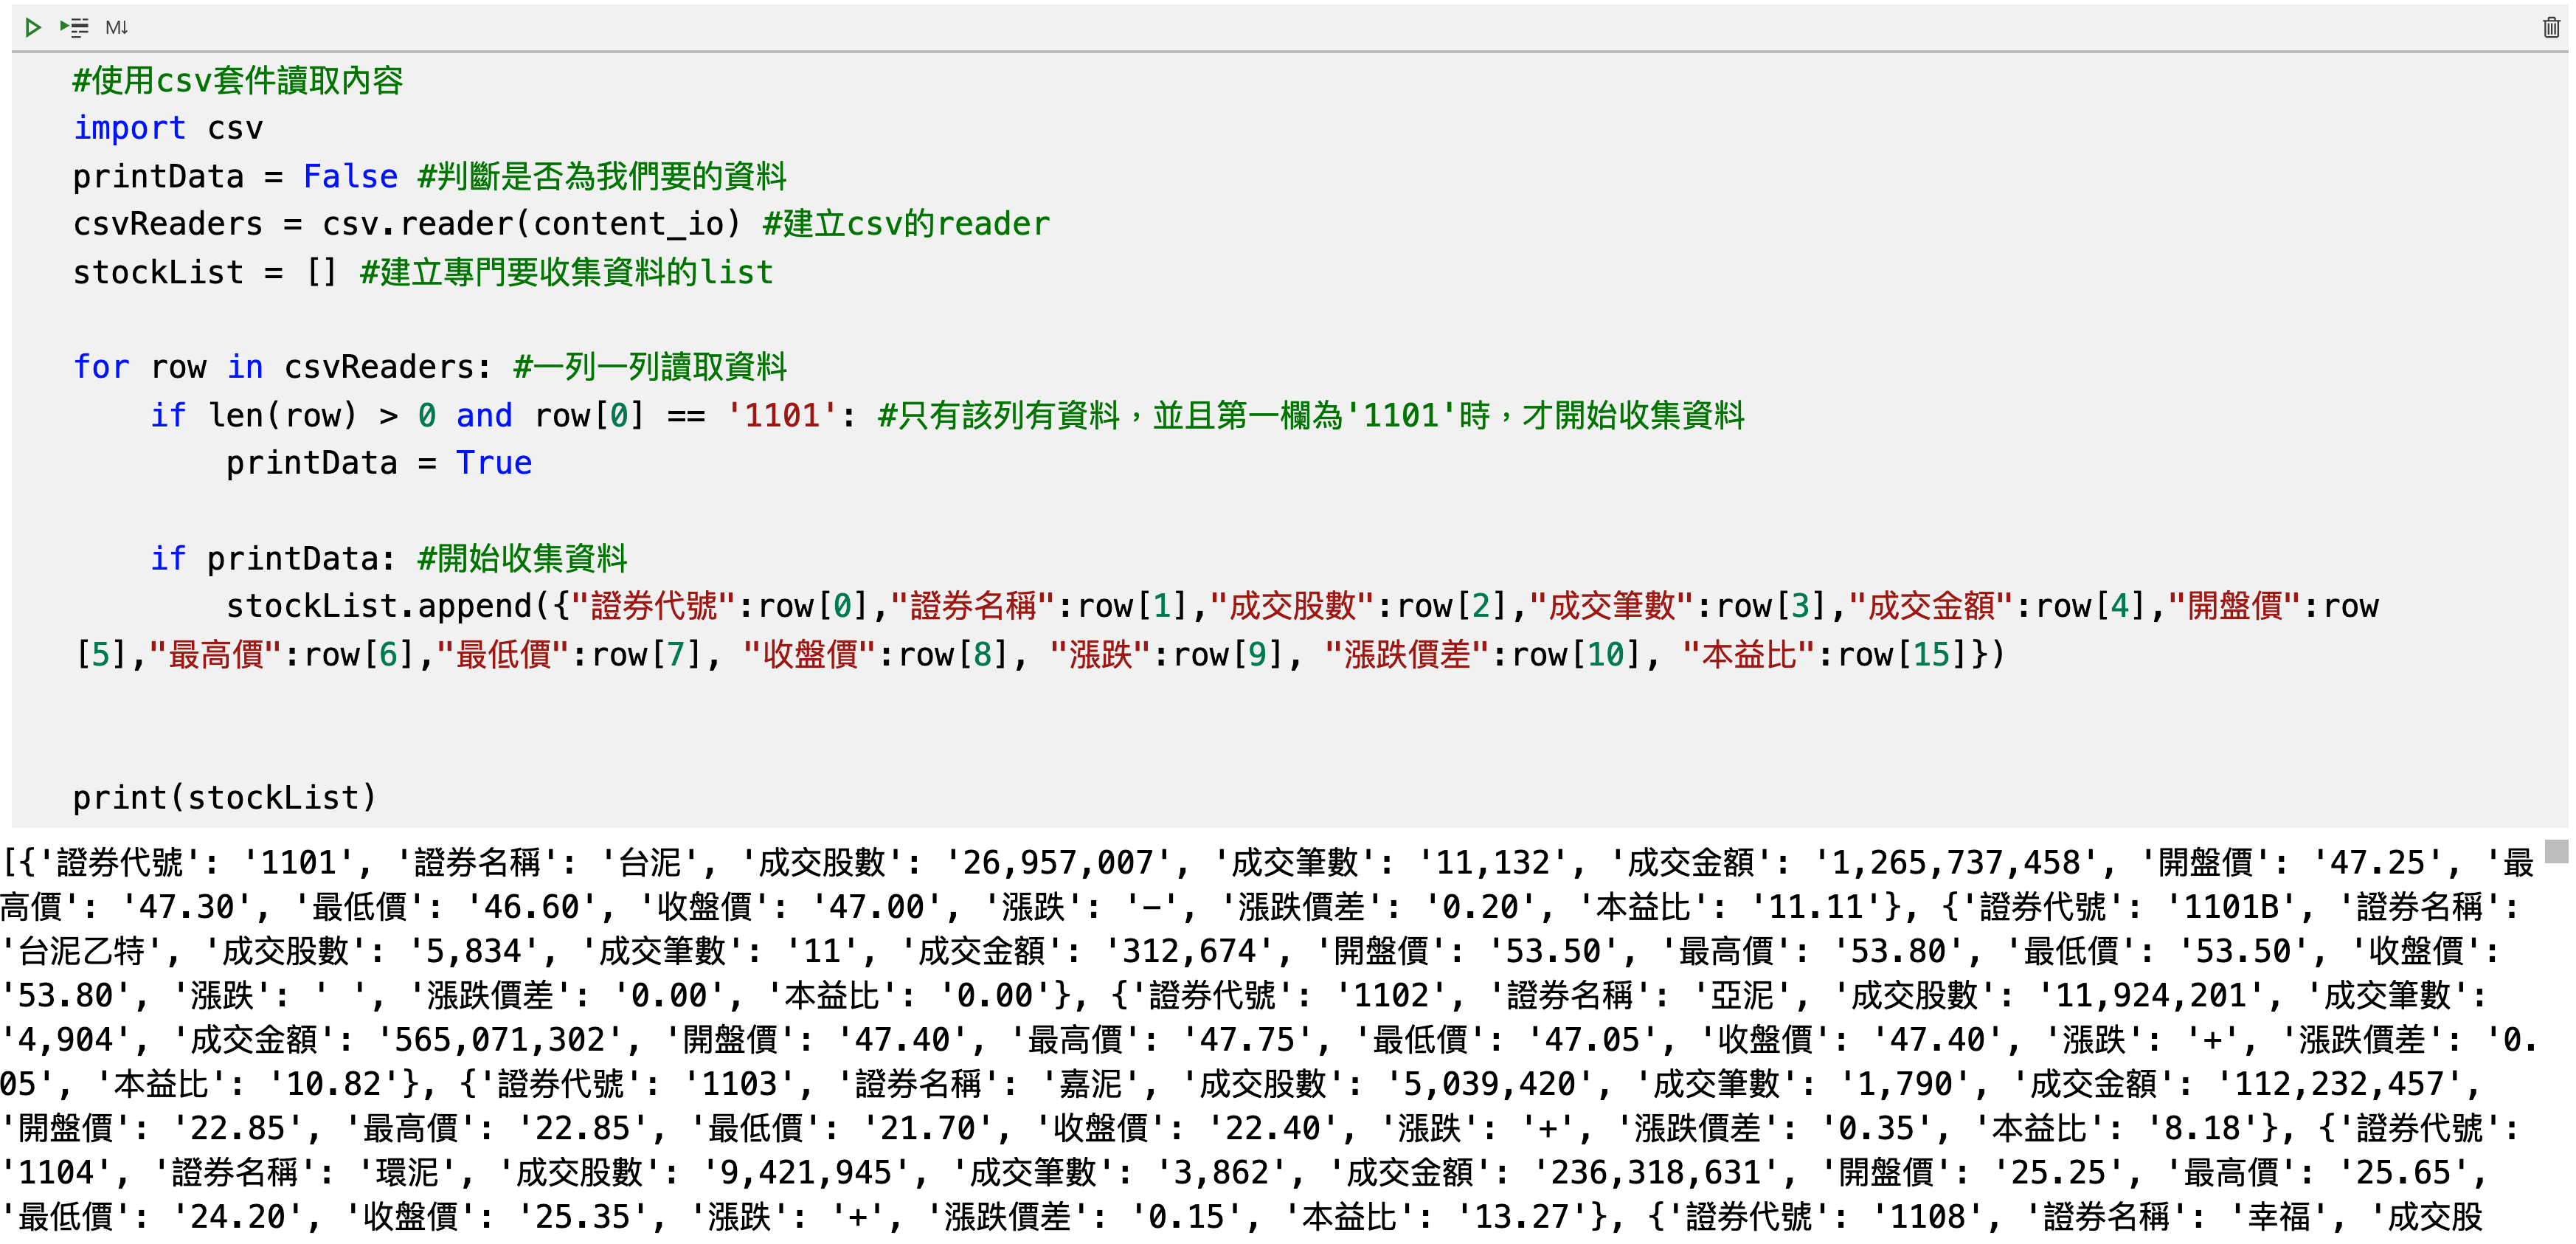 M↓
#使用csv套件讀取內容
import csv
printData = False #判斷是否為我們要的資料
csvReaders = csv.reader(content_io) #建立csv的reader
stockList = [] #建立專門要收集資料的list
for row in csvReaders: #一列一列讀取資料
if len(row) > 0 and row[0] == '1101': #只有該列有資料，並且第一欄為'1101'時，才開始收集資料
printData = True
if printData: #開始收集資料
stockList.append({"證券代號":row[0],"證券名稱":row[1],"成交股數":row[2],"成交筆數":row[3],"成交金額":row[4],"開盤價":row
[5],"最高價":row[6],"最低價":row[7], "收盤價":row[8], "漲跌":row[9], "漲跌價差":row[10], "本益比":row[15]})
print(stockList)
[{'證券代號': '1101', '證券名稱': '台泥', '成交股數': '26,957,007', '成交筆數': '11,132', '成交金額': '1,265,737,458', '開盤價': '47.25', '最
高價': '47.30', '最低價': '46.60', '收盤價': '47.00', '漲跌': '-', '漲跌價差': '0.20', '本益比': '11.11'}, {'證券代號': '1101B', '證券名稱':
'台泥乙特', '成交股數': '5,834', '成交筆數': '11', '成交金額': '312,674', '開盤價': '53.50', '最高價': '53.80', '最低價': '53.50', '收盤價':
'53.80', '漲跌': ' ', '漲跌價差': '0.00', '本益比': '0.00'}, {'證券代號': '1102', '證券名稱': '亞泥', '成交股數': '11,924,201', '成交筆數':
'4,904', '成交金額': '565,071,302', '開盤價': '47.40', '最高價': '47.75', '最低價': '47.05', '收盤價': '47.40', '漲跌': '+', '漲跌價差': '0.
05', '本益比': '10.82'}, {'證券代號': '1103', '證券名稱': '嘉泥', '成交股數': '5,039,420', '成交筆數': '1,790', '成交金額': '112,232,457',
'開盤價': '22.85', '最高價': '22.85', '最低價': '21.70', '收盤價': '22.40', '漲跌': '+', '漲跌價差': '0.35', '本益比': '8.18'}, {'證券代號':
'1104', '證券名稱': '環泥', '成交股數': '9,421,945', '成交筆數': '3,862', '成交金額': '236,318,631', '開盤價': '25.25', '最高價': '25.65',
'最低價': '24.20', '收盤價': '25.35', '漲跌': '+', '漲跌價差': '0.15', '本益比': '13.27'}, {'證券代號': '1108', '證券名稱': '幸福', '成交股